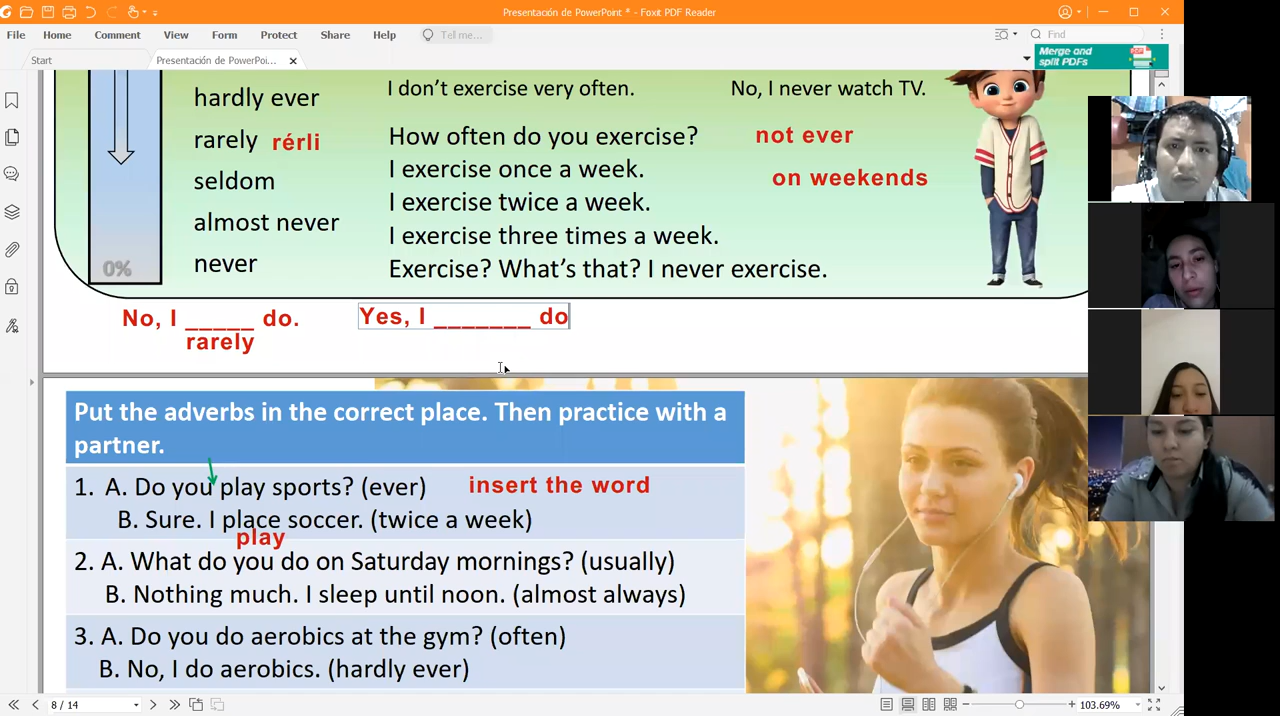 Presentación de PowerPoint * - Foxit PDF Reader
File Home Comment View Form Protect Share Help Tell me... Find
Start Presentación de PowerPoi... Merge and split PDFs
hardly ever
rarely rérli
seldom
almost never
never
0%
I don't exercise very often. No, I never watch TV.
How often do you exercise? not ever
I exercise once a week. on weekends
I exercise twice a week.
I exercise three times a week.
Exercise? What's that? I never exercise.
No, I _____ do. Yes, I _______ do
rarely
Put the adverbs in the correct place. Then practice with a
partner.
1. A. Do you play sports? (ever) insert the word
B. Sure. I place soccer. (twice a week)
play
2. A. What do you do on Saturday mornings? (usually)
B. Nothing much. I sleep until noon. (almost always)
3. A. Do you do aerobics at the gym? (often)
B. No, I do aerobics. (hardly ever)
8 / 14 103.69%